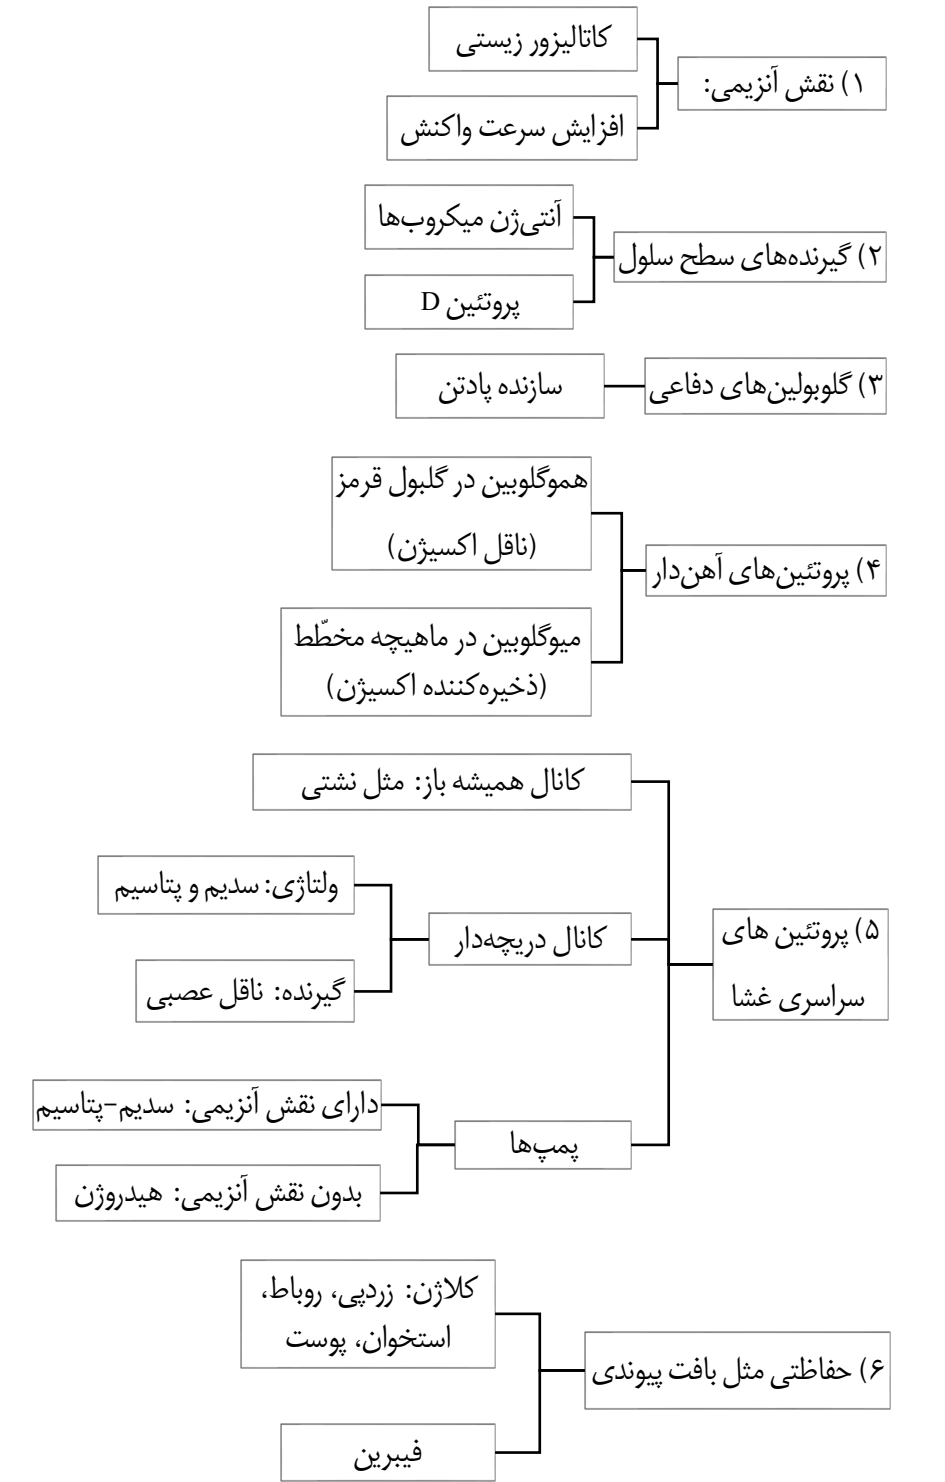 ۱) نقش آنزیمی:
کاتالیزور زیستی
افزایش سرعت واکنش
۲) گیرنده‌های سطح سلول
آنتی‌ژن میکروب‌ها
پروتئین D
۳) گلوبولین‌های دفاعی
سازنده پادتن
۴) پروتئین‌های آهن‌دار
هموگلوبین در گلبول قرمز
(ناقل اکسیژن)
میوگلوبین در ماهیچه مخطّط
(ذخیره‌کننده اکسیژن)
۵) پروتئین های
سراسری غشا
کانال همیشه باز: مثل نشتی
کانال دریچه‌دار
ولتاژی: سدیم و پتاسیم
گیرنده: ناقل عصبی
پمپ‌ها
دارای نقش آنزیمی: سدیم-پتاسیم
بدون نقش آنزیمی: هیدروژن
۶) حفاظتی مثل بافت پیوندی
کلاژن: زردپی، روباط،
استخوان، پوست
فیبرین